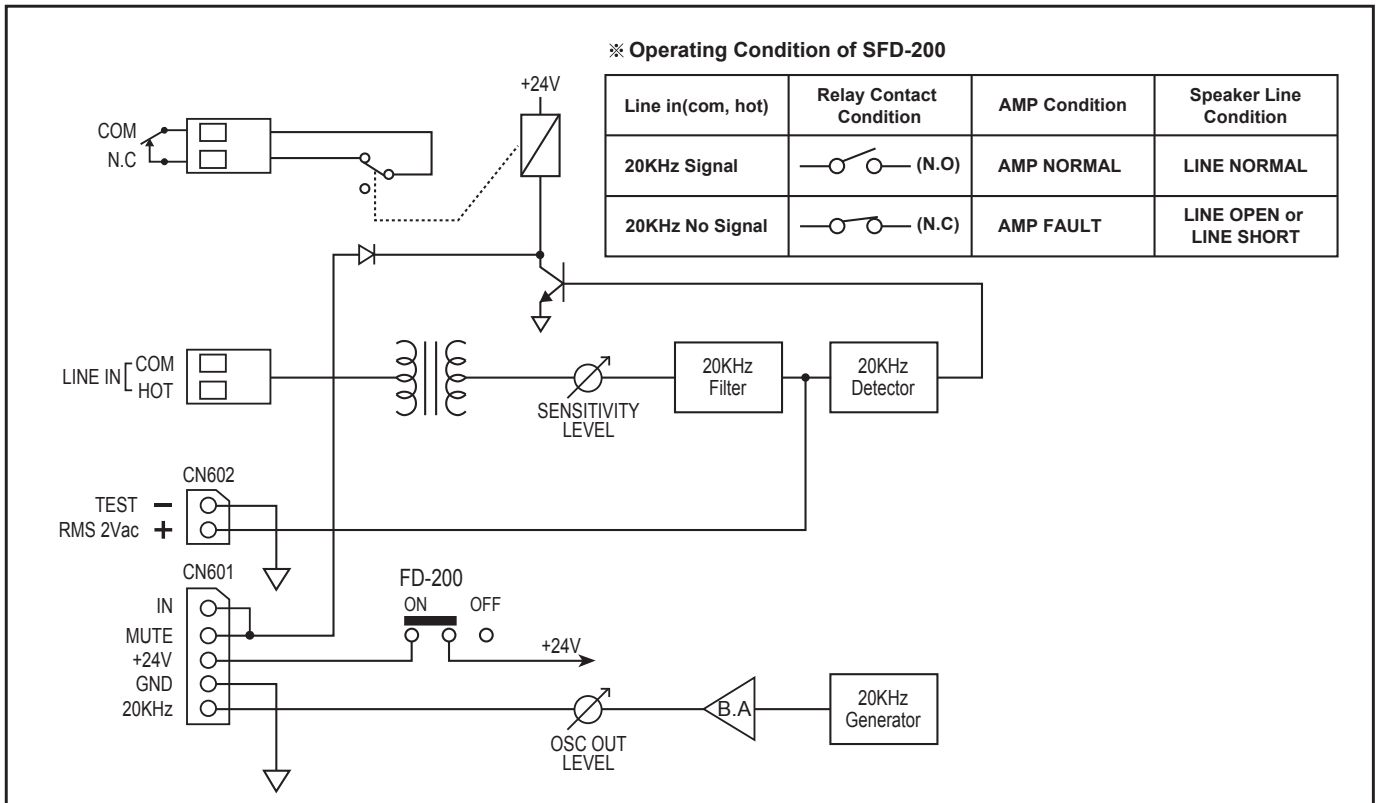 ※ Operating Condition of SFD-200
Line in(com, hot)
Relay Contact
Condition
AMP Condition
Speaker Line
Condition
20KHz Signal
(N.O)
AMP NORMAL
LINE NORMAL
20KHz No Signal
(N.C)
AMP FAULT
LINE OPEN or
LINE SHORT
+24V
COM
N.C
LINE IN
COM
HOT
SENSITIVITY
LEVEL
20KHz
Filter
20KHz
Detector
CN602
TEST −
RMS 2Vac +
CN601
IN
MUTE
+24V
GND
20KHz
FD-200
ON
OFF
+24V
OSC OUT
LEVEL
B.A
20KHz
Generator